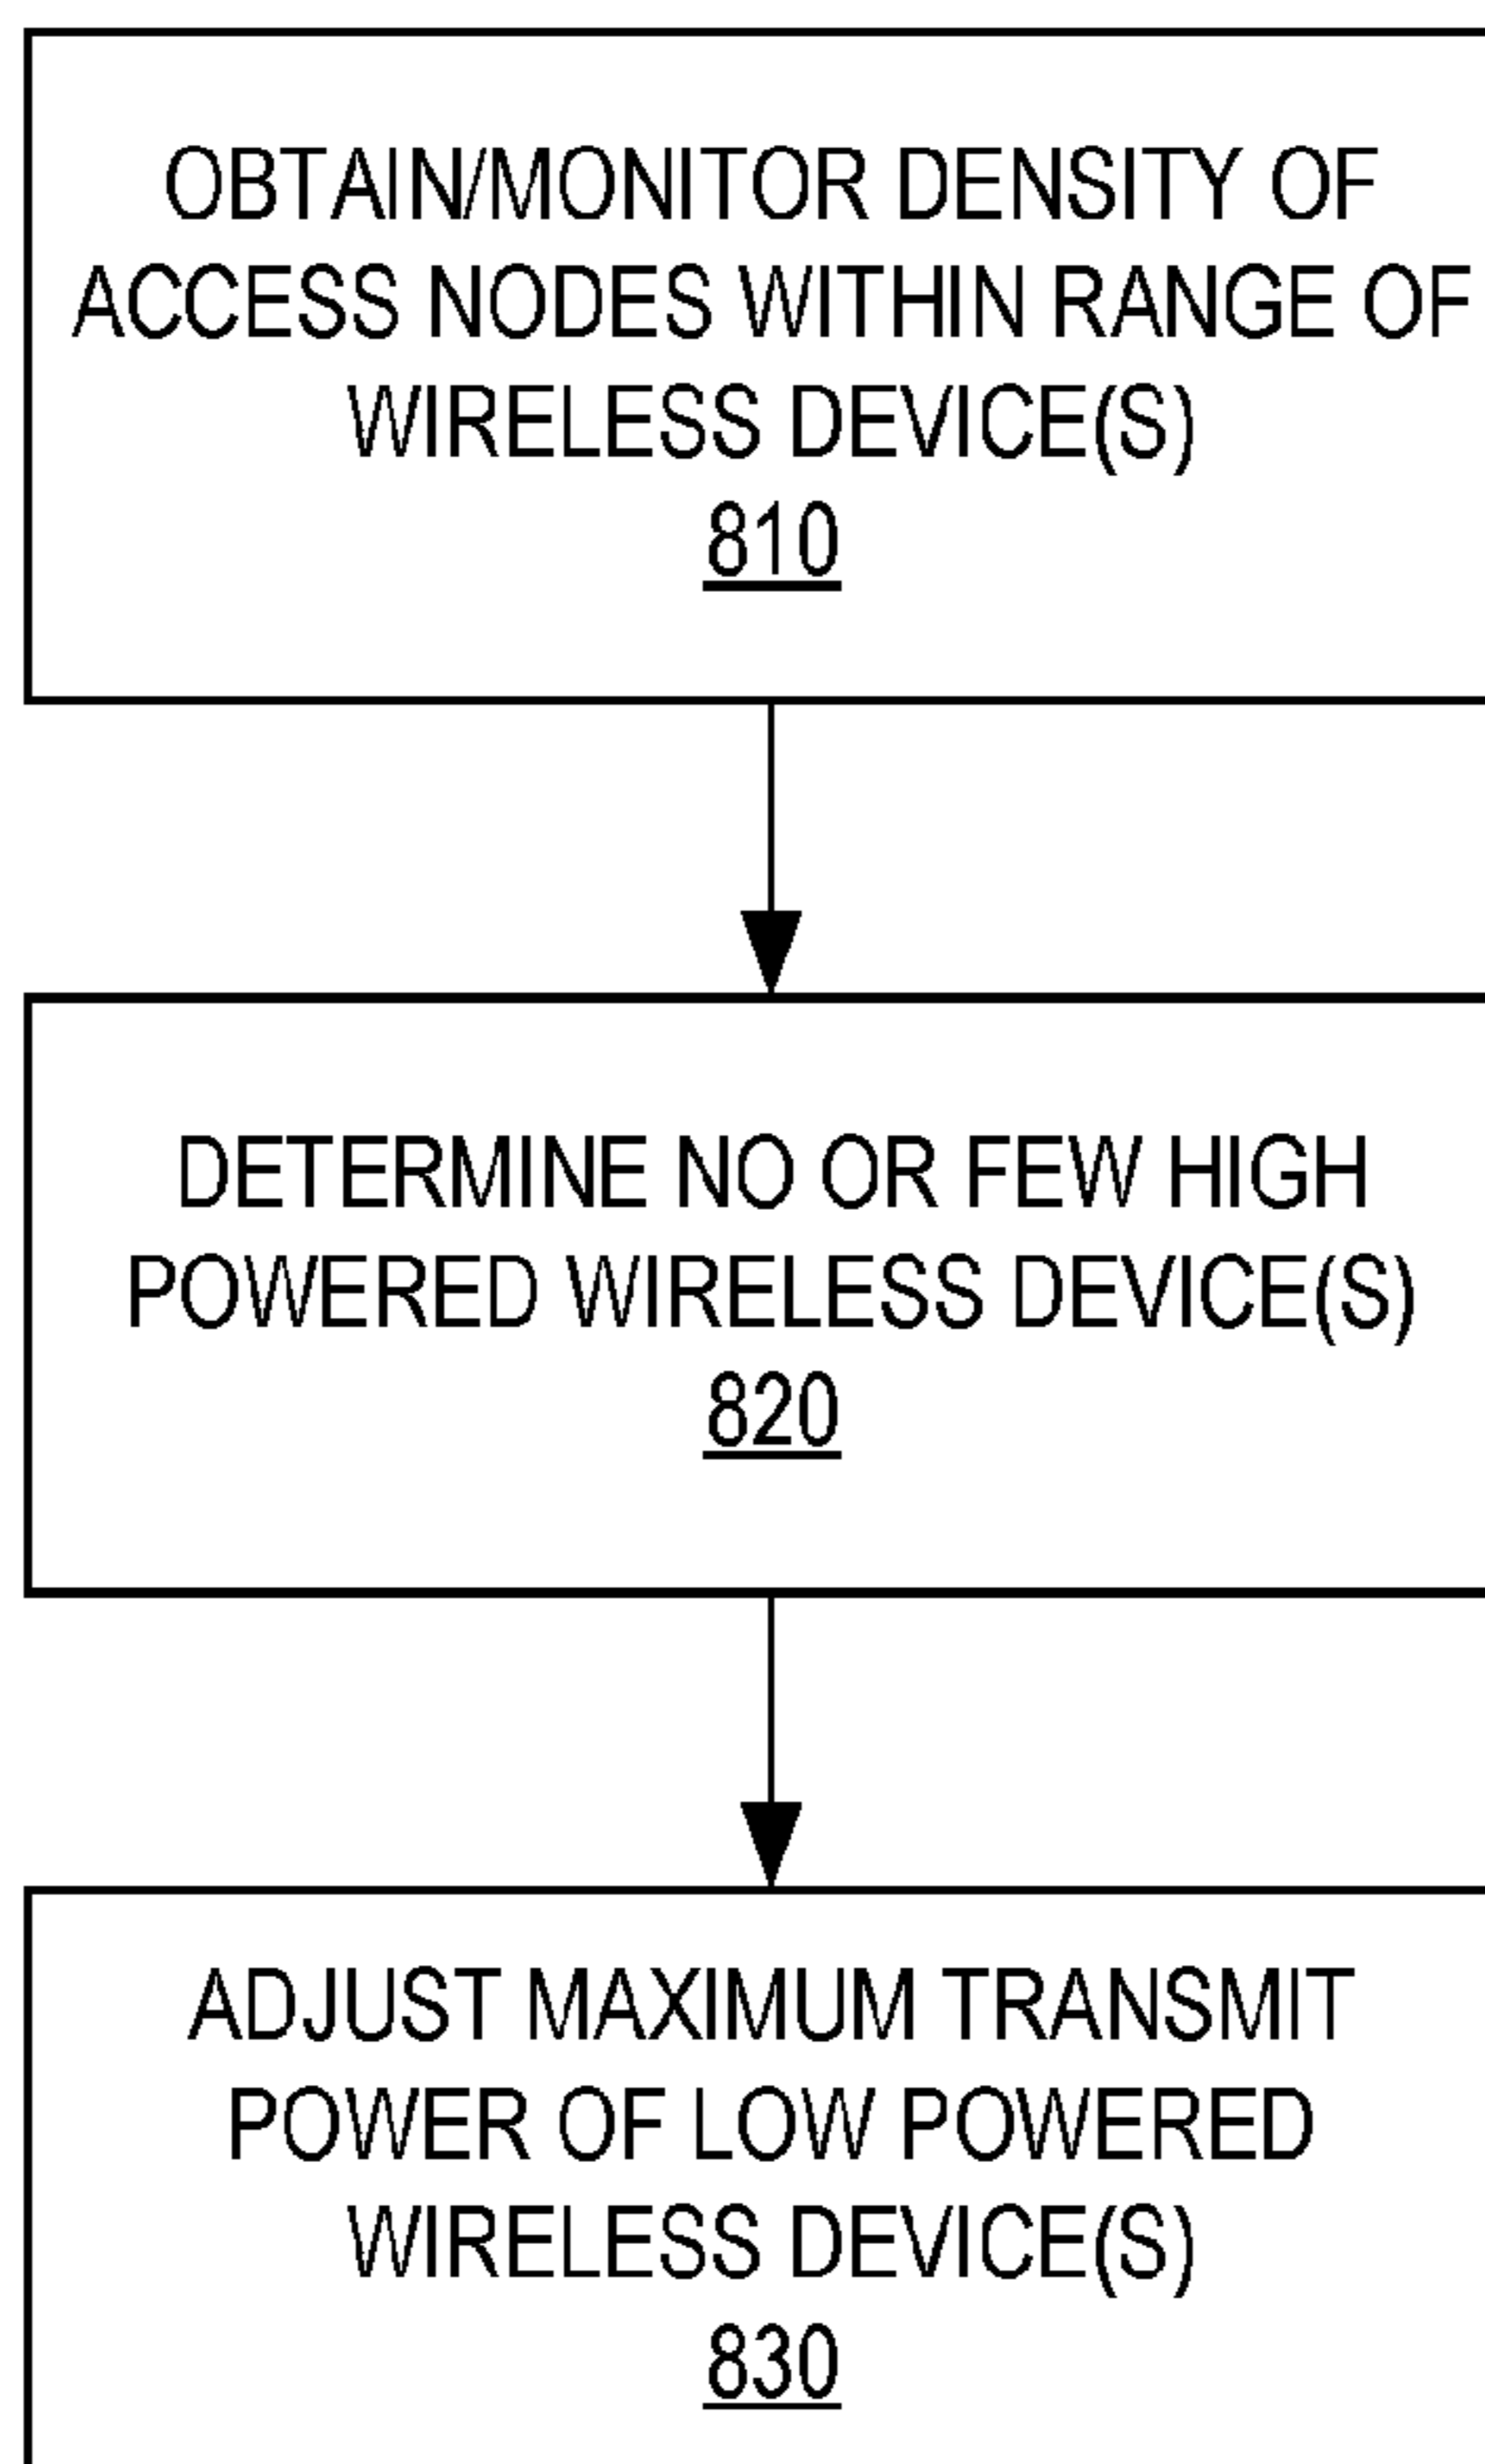 OBTAIN/MONITOR DENSITY OF
ACCESS NODES WITHIN RANGE OF
WIRELESS DEVICE(S)
810
DETERMINE NO OR FEW HIGH
POWERED WIRELESS DEVICE(S)
820
ADJUST MAXIMUM TRANSMIT
POWER OF LOW POWERED
WIRELESS DEVICE(S)
830